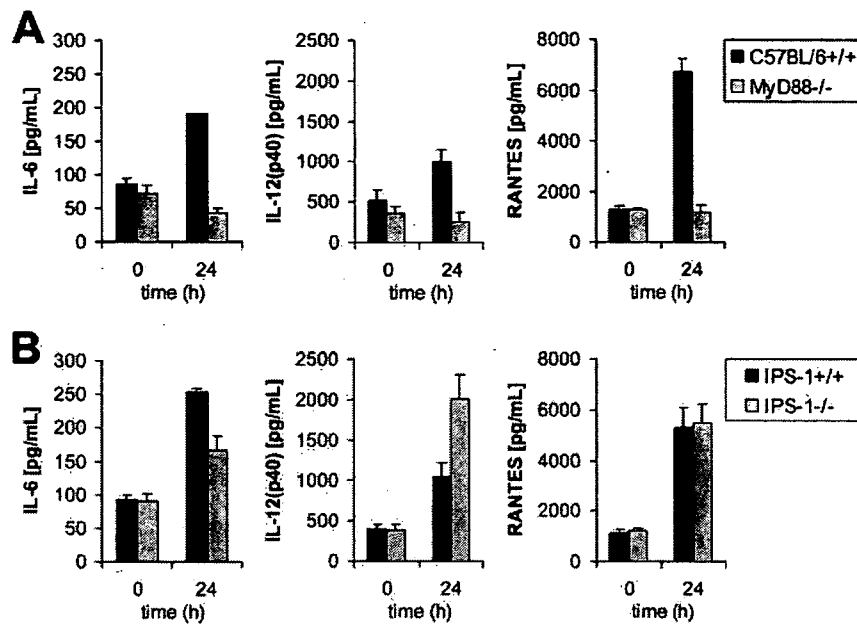 A
IL-6 [pg/mL]
300
250
200
150
100
50
0
0 24
time (h)
IL-12(p40) [pg/mL]
2500
2000
1500
1000
500
0
0 24
time (h)
RANTES [pg/mL]
8000
6000
4000
2000
0
0 24
time (h)
C57BL/6+/+
MyD88-/-
B
IL-6 [pg/mL]
300
250
200
150
100
50
0
0 24
time (h)
IL-12(p40) [pg/mL]
2500
2000
1500
1000
500
0
0 24
time (h)
RANTES [pg/mL]
8000
6000
4000
2000
0
0 24
time (h)
IPS-1+/+
IPS-1-/-